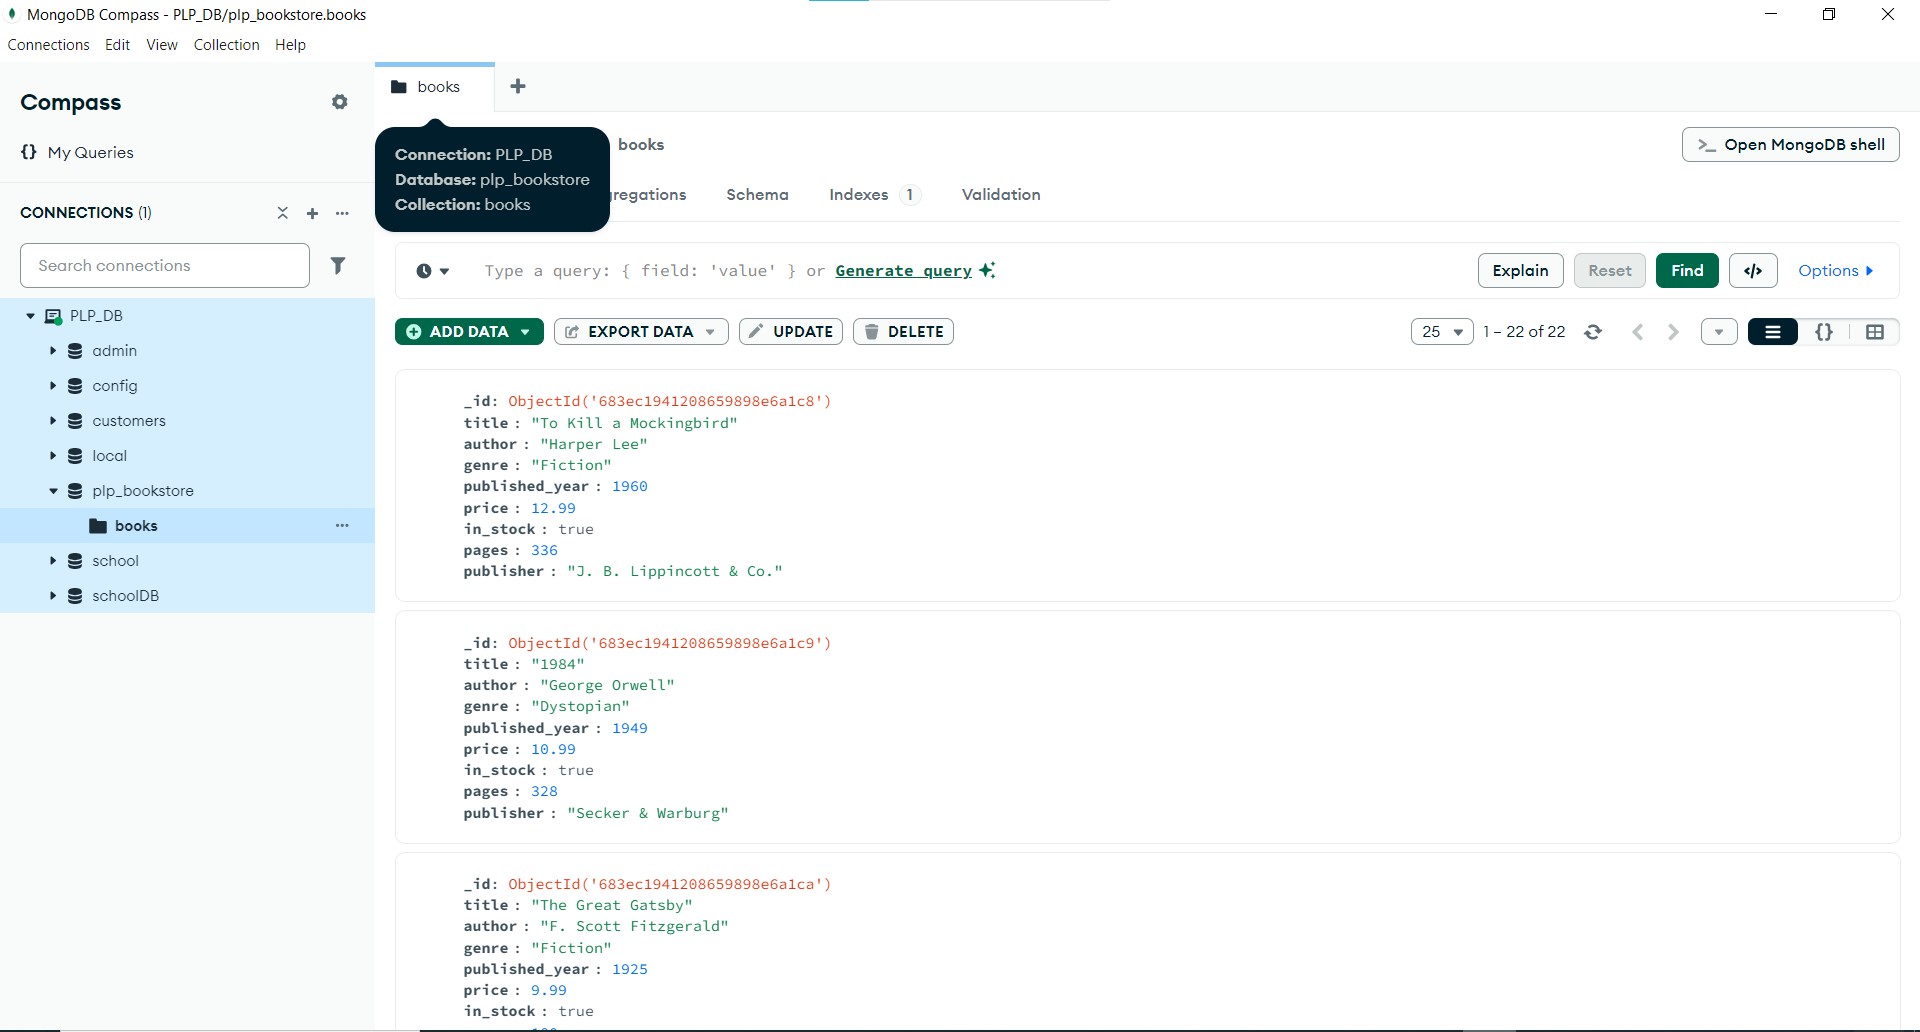 MongoDB Compass - PLP_DB/plp_bookstore.books
Connections Edit View Collection Help
Compass
{} My Queries
CONNECTIONS (1)
Search connections
PLP_DB
admin
config
customers
local
plp_bookstore
books
school
schoolDB
books
Connection: PLP_DB
Database: plp_bookstore
Collection: books
books
>_ Open MongoDB shell
regations Schema Indexes 1 Validation
Type a query: { field: 'value' } or Generate query
Explain Reset Find </> Options
ADD DATA EXPORT DATA UPDATE DELETE
25 1 – 22 of 22 {}
_id: ObjectId('683ec1941208659898e6a1c8')
title : "To Kill a Mockingbird"
author : "Harper Lee"
genre : "Fiction"
published_year : 1960
price : 12.99
in_stock : true
pages : 336
publisher : "J. B. Lippincott & Co."
_id: ObjectId('683ec1941208659898e6a1c9')
title : "1984"
author : "George Orwell"
genre : "Dystopian"
published_year : 1949
price : 10.99
in_stock : true
pages : 328
publisher : "Secker & Warburg"
_id: ObjectId('683ec1941208659898e6a1ca')
title : "The Great Gatsby"
author : "F. Scott Fitzgerald"
genre : "Fiction"
published_year : 1925
price : 9.99
in_stock : true